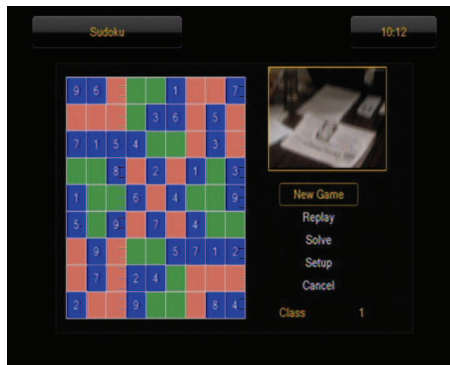 Sudoku
10:12
9 6 1 7
3 6 5
7 1 5 4 3
8 2 1 3
1 6 4 9
5 9 7 4
9 5 7 1 2
7 2 4
2 9 8 4
New Game
Replay
Solve
Setup
Cancel
Class 1